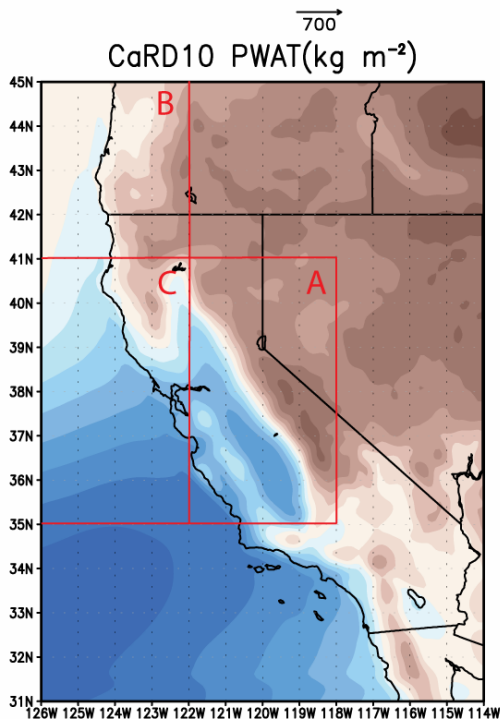 700
CaRD10 PWAT(kg m⁻²)
45N
B
44N
43N
42N
41N
C A
40N
39N
38N
37N
36N
35N
34N
33N
32N
31N
126W 125W 124W 123W 122W 121W 120W 119W 118W 117W 116W 115W 114W